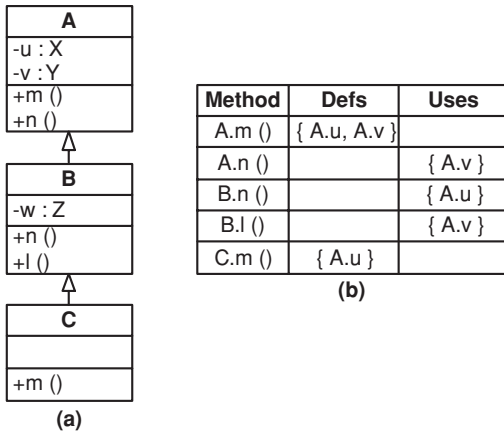 A
-u : X
-v : Y
+m ()
+n ()
B
-w : Z
+n ()
+l ()
C
+m ()
(a)
Method Defs Uses
A.m () { A.u, A.v }
A.n () { A.v }
B.n () { A.u }
B.l () { A.v }
C.m () { A.u }
(b)